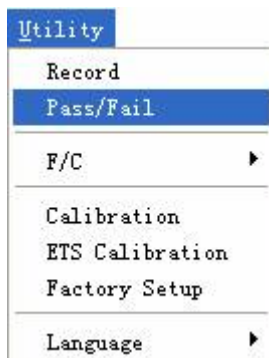 Utility
Record
Pass/Fail
F/C
Calibration
ETS Calibration
Factory Setup
Language